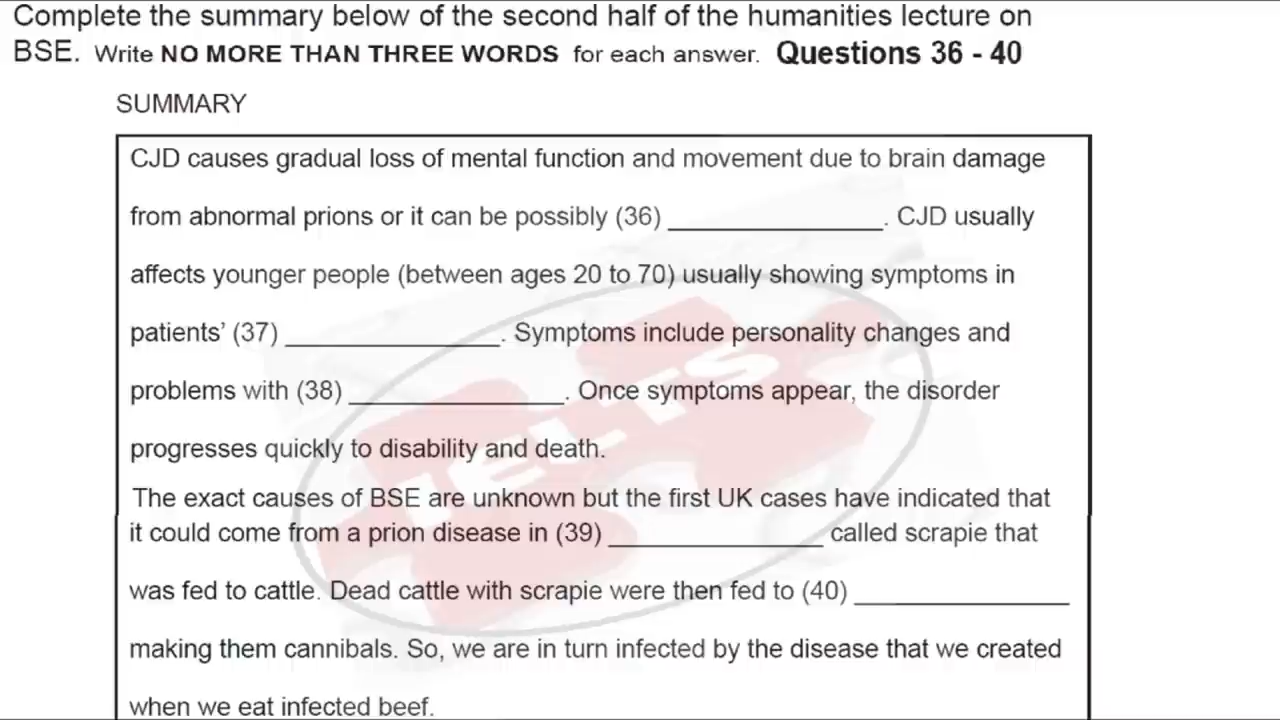 Complete the summary below of the second half of the humanities lecture on
BSE. Write NO MORE THAN THREE WORDS for each answer. Questions 36 - 40
SUMMARY
CJD causes gradual loss of mental function and movement due to brain damage
from abnormal prions or it can be possibly (36) _______________. CJD usually
affects younger people (between ages 20 to 70) usually showing symptoms in
patients' (37) _______________. Symptoms include personality changes and
problems with (38) _______________. Once symptoms appear, the disorder
progresses quickly to disability and death.
The exact causes of BSE are unknown but the first UK cases have indicated that
it could come from a prion disease in (39) _______________ called scrapie that
was fed to cattle. Dead cattle with scrapie were then fed to (40) _______________
making them cannibals. So, we are in turn infected by the disease that we created
when we eat infected beef.
IELTS